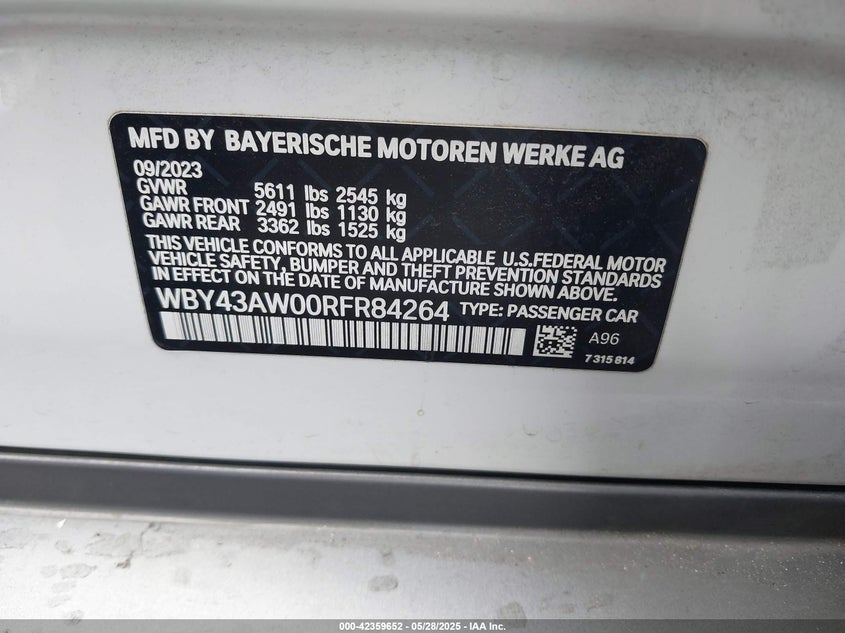 MFD BY BAYERISCHE MOTOREN WERKE AG
09/2023
GVWR 5611 lbs 2545 kg
GAWR FRONT 2491 lbs 1130 kg
GAWR REAR 3362 lbs 1525 kg
THIS VEHICLE CONFORMS TO ALL APPLICABLE U.S.FEDERAL MOTOR
VEHICLE SAFETY, BUMPER AND THEFT PREVENTION STANDARDS
IN EFFECT ON THE DATE OF MANUFACTURE SHOWN ABOVE.
WBY43AW00RFR84264 TYPE: PASSENGER CAR
A96
7 315 814
000-42359652 | 05/28/2025 - IAA Inc.